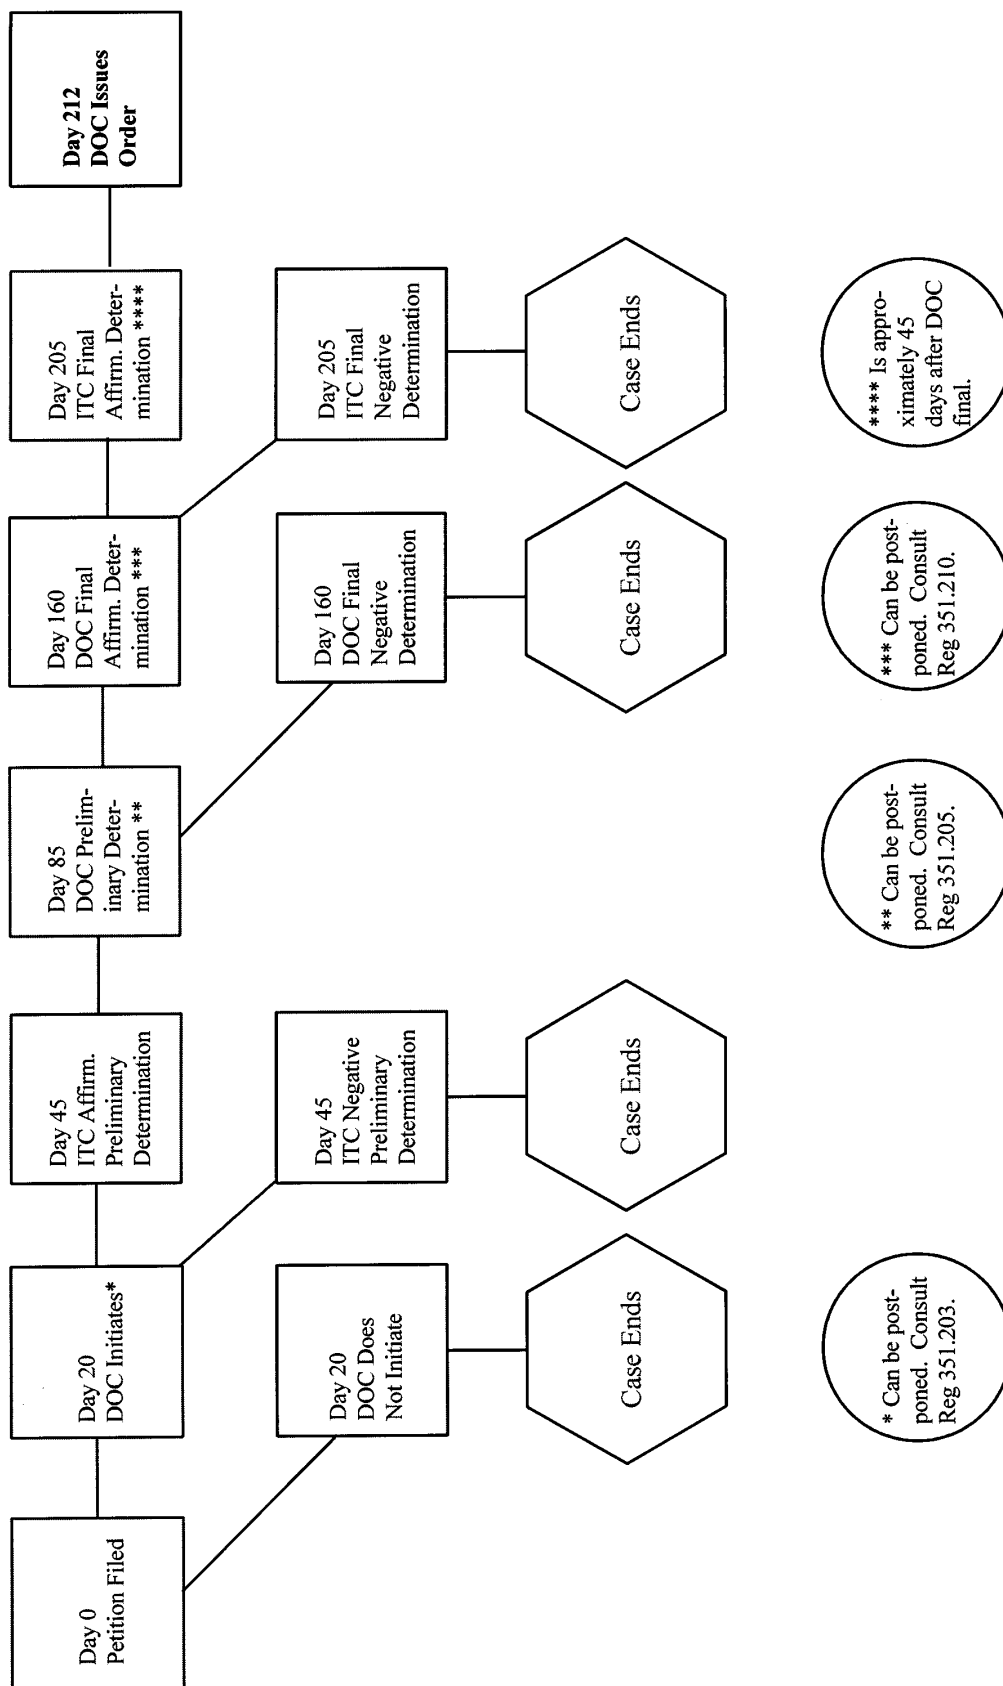 Day 0
Petition Filed
Day 20
DOC Initiates*
Day 45
ITC Affirm.
Preliminary
Determination
Day 85
DOC Prelim-
inary Deter-
mination **
Day 160
DOC Final
Affirm. Deter-
mination ***
Day 205
ITC Final
Affirm. Deter-
mination ****
Day 212
DOC Issues
Order
Day 20
DOC Does
Not Initiate
Day 45
ITC Negative
Preliminary
Determination
Day 160
DOC Final
Negative
Determination
Day 205
ITC Final
Negative
Determination
Case Ends
Case Ends
Case Ends
Case Ends
* Can be post-
poned. Consult
Reg 351.203.
** Can be post-
poned. Consult
Reg 351.205.
*** Can be post-
poned. Consult
Reg 351.210.
**** Is appro-
ximately 45
days after DOC
final.